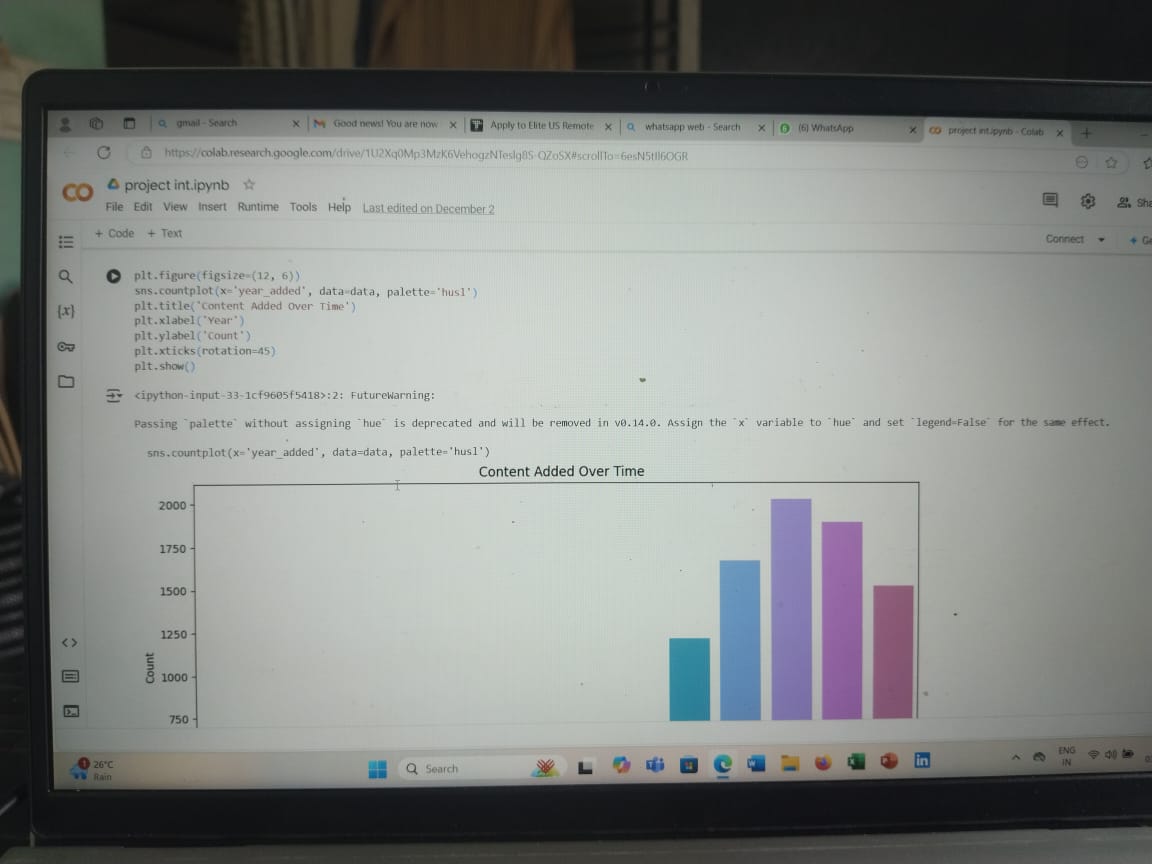 gmail - Search
Good news! You are now
Apply to Elite US Remote
whatsapp web - Search
(6) WhatsApp
project int.ipynb - Colab
https://colab.research.google.com/drive/
CO
project int.ipynb
File Edit View Insert Runtime Tools Help Last edited on December 2
Sha
+ Code + Text
Connect
Ge
plt.figure(figsize=(12, 6))
sns.countplot(x='year_added', data=data, palette='husl')
plt.title('Content Added Over Time')
plt.xlabel('Year')
plt.ylabel('Count')
plt.xticks(rotation=45)
plt.show()
{x}
<ipython-input-33-1cf9605f5418>:2: FutureWarning:
Passing `palette` without assigning `hue` is deprecated and will be removed in v0.14.0. Assign the `x` variable to `hue` and set `legend=False` for the same effect.
sns.countplot(x='year_added', data=data, palette='husl')
Content Added Over Time
2000
1750
1500
1250
1000
750
Count
1
26°C
Rain
Search
ENG
IN